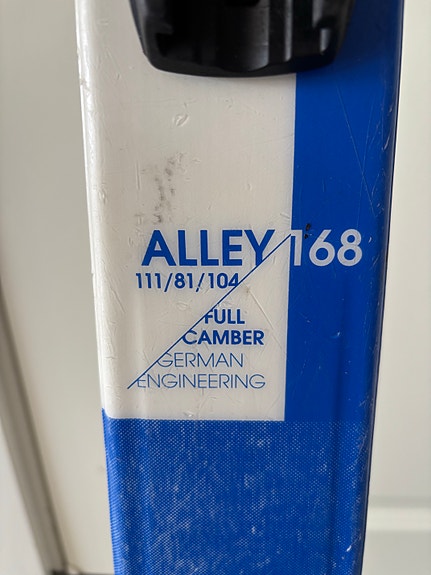 ALLEY/168
111/81/104
FULL
CAMBER
GERMAN
ENGINEERING